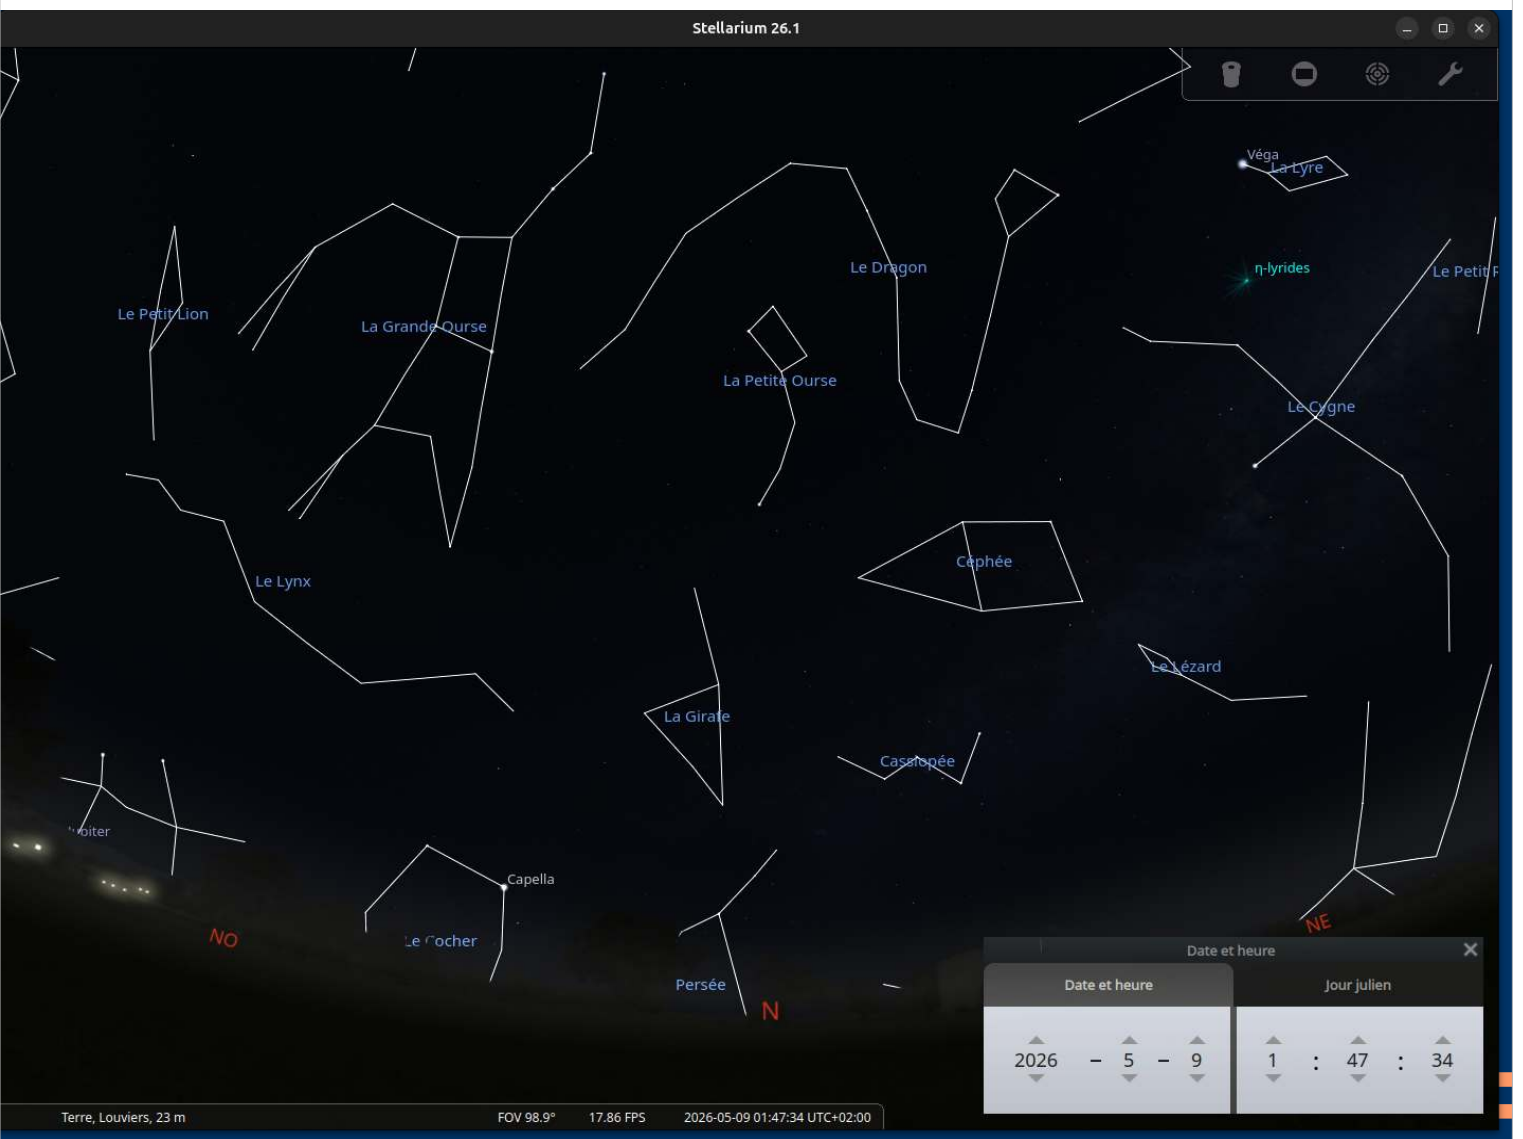 Stellarium 26.1
Véga
La Lyre
η-lyrides
Le Dragon
Le Petit
Le Petit Lion
La Grande Ourse
La Petite Ourse
Le Cygne
Céphée
Le Lynx
Le Lézard
La Girafe
Cassiopée
Capella
NO
Le Cocher
NE
Persée
N
Date et heure
Date et heure
Jour julien
2026 - 5 - 9 1 : 47 : 34
Terre, Louviers, 23 m FOV 98.9° 17.86 FPS 2026-05-09 01:47:34 UTC+02:00